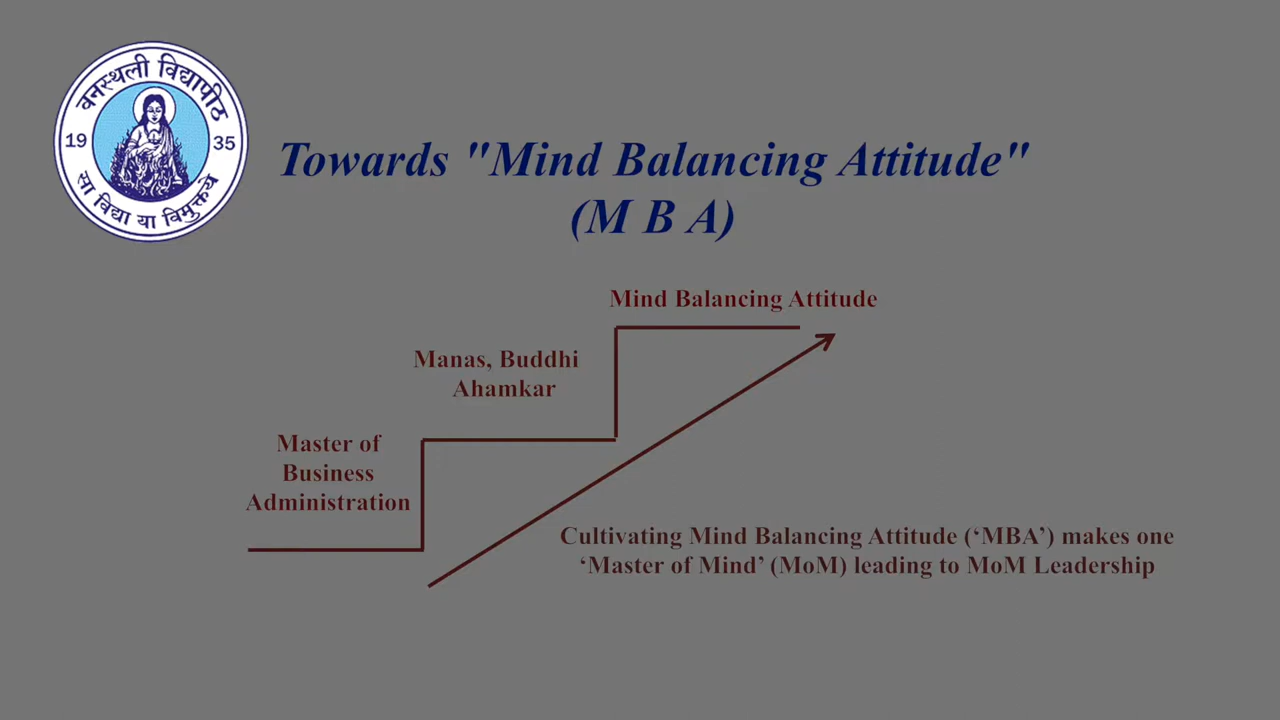 वनस्थली विद्यापीठ
19 35
सा विद्या या विमुक्तये
Towards "Mind Balancing Attitude"
(M B A)
Mind Balancing Attitude
Manas, Buddhi
Ahamkar
Master of
Business
Administration
Cultivating Mind Balancing Attitude (‘MBA’) makes one
‘Master of Mind’ (MoM) leading to MoM Leadership